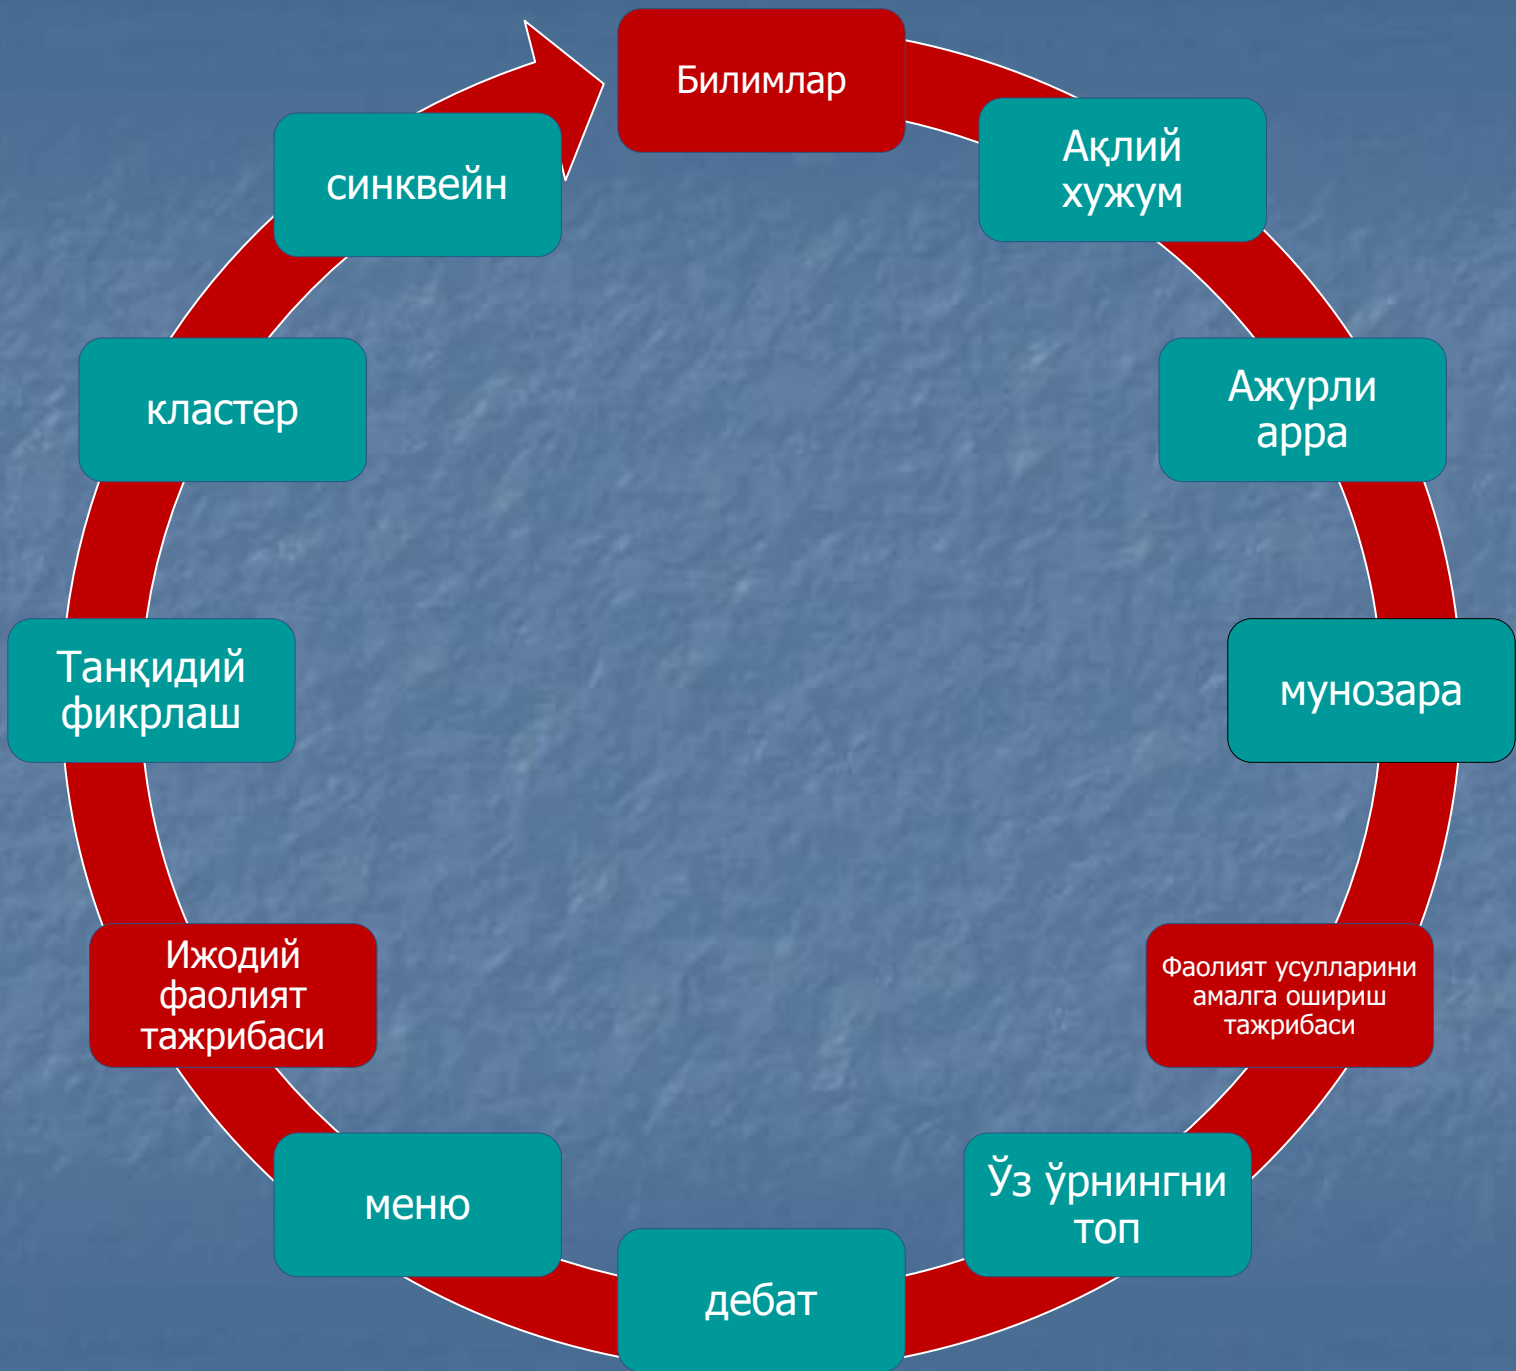 Билимлар
Ақлий
хужум
Ажурли
арра
мунозара
Фаолият усулларини
амалга ошириш
тажрибаси
Ўз ўрнингни
топ
дебат
меню
Ижодий
фаолият
тажрибаси
Танқидий
фикрлаш
кластер
синквейн